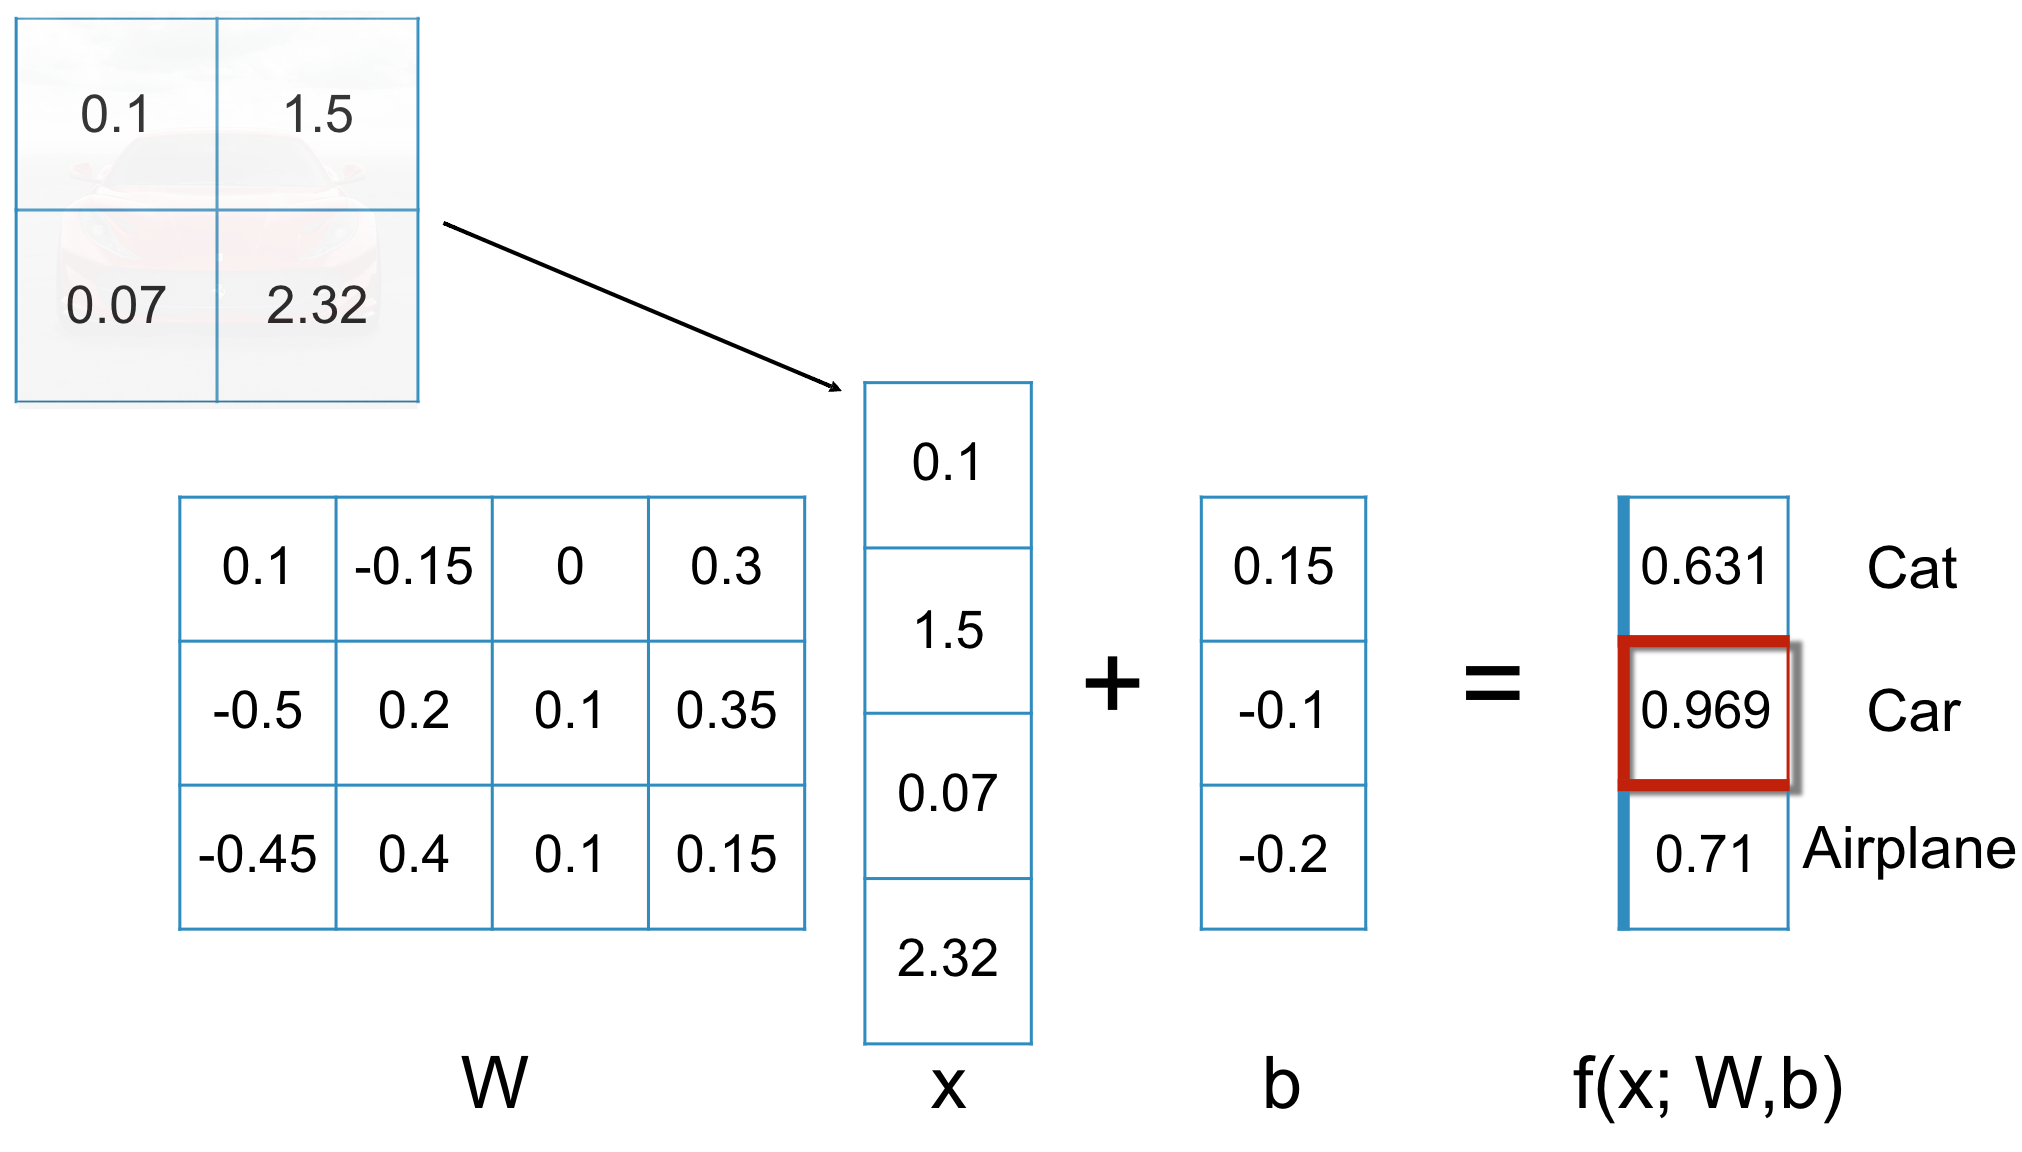 0.1 1.5
0.07 2.32
0.1 -0.15 0 0.3
-0.5 0.2 0.1 0.35
-0.45 0.4 0.1 0.15
W
0.1
1.5
0.07
2.32
x
+
0.15
-0.1
-0.2
b
=
0.631 Cat
0.969 Car
0.71 Airplane
f(x; W,b)